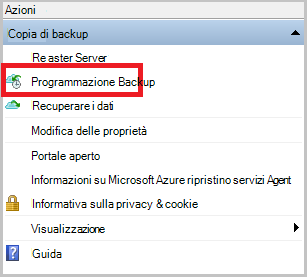 Azioni
Copia di backup
Re aster Server
Programmazione Backup
Recuperare i dati
Modifica delle proprietà
Portale aperto
Informazioni su Microsoft Azure ripristino servizi Agent
Informativa sulla privacy & cookie
Visualizzazione
Guida